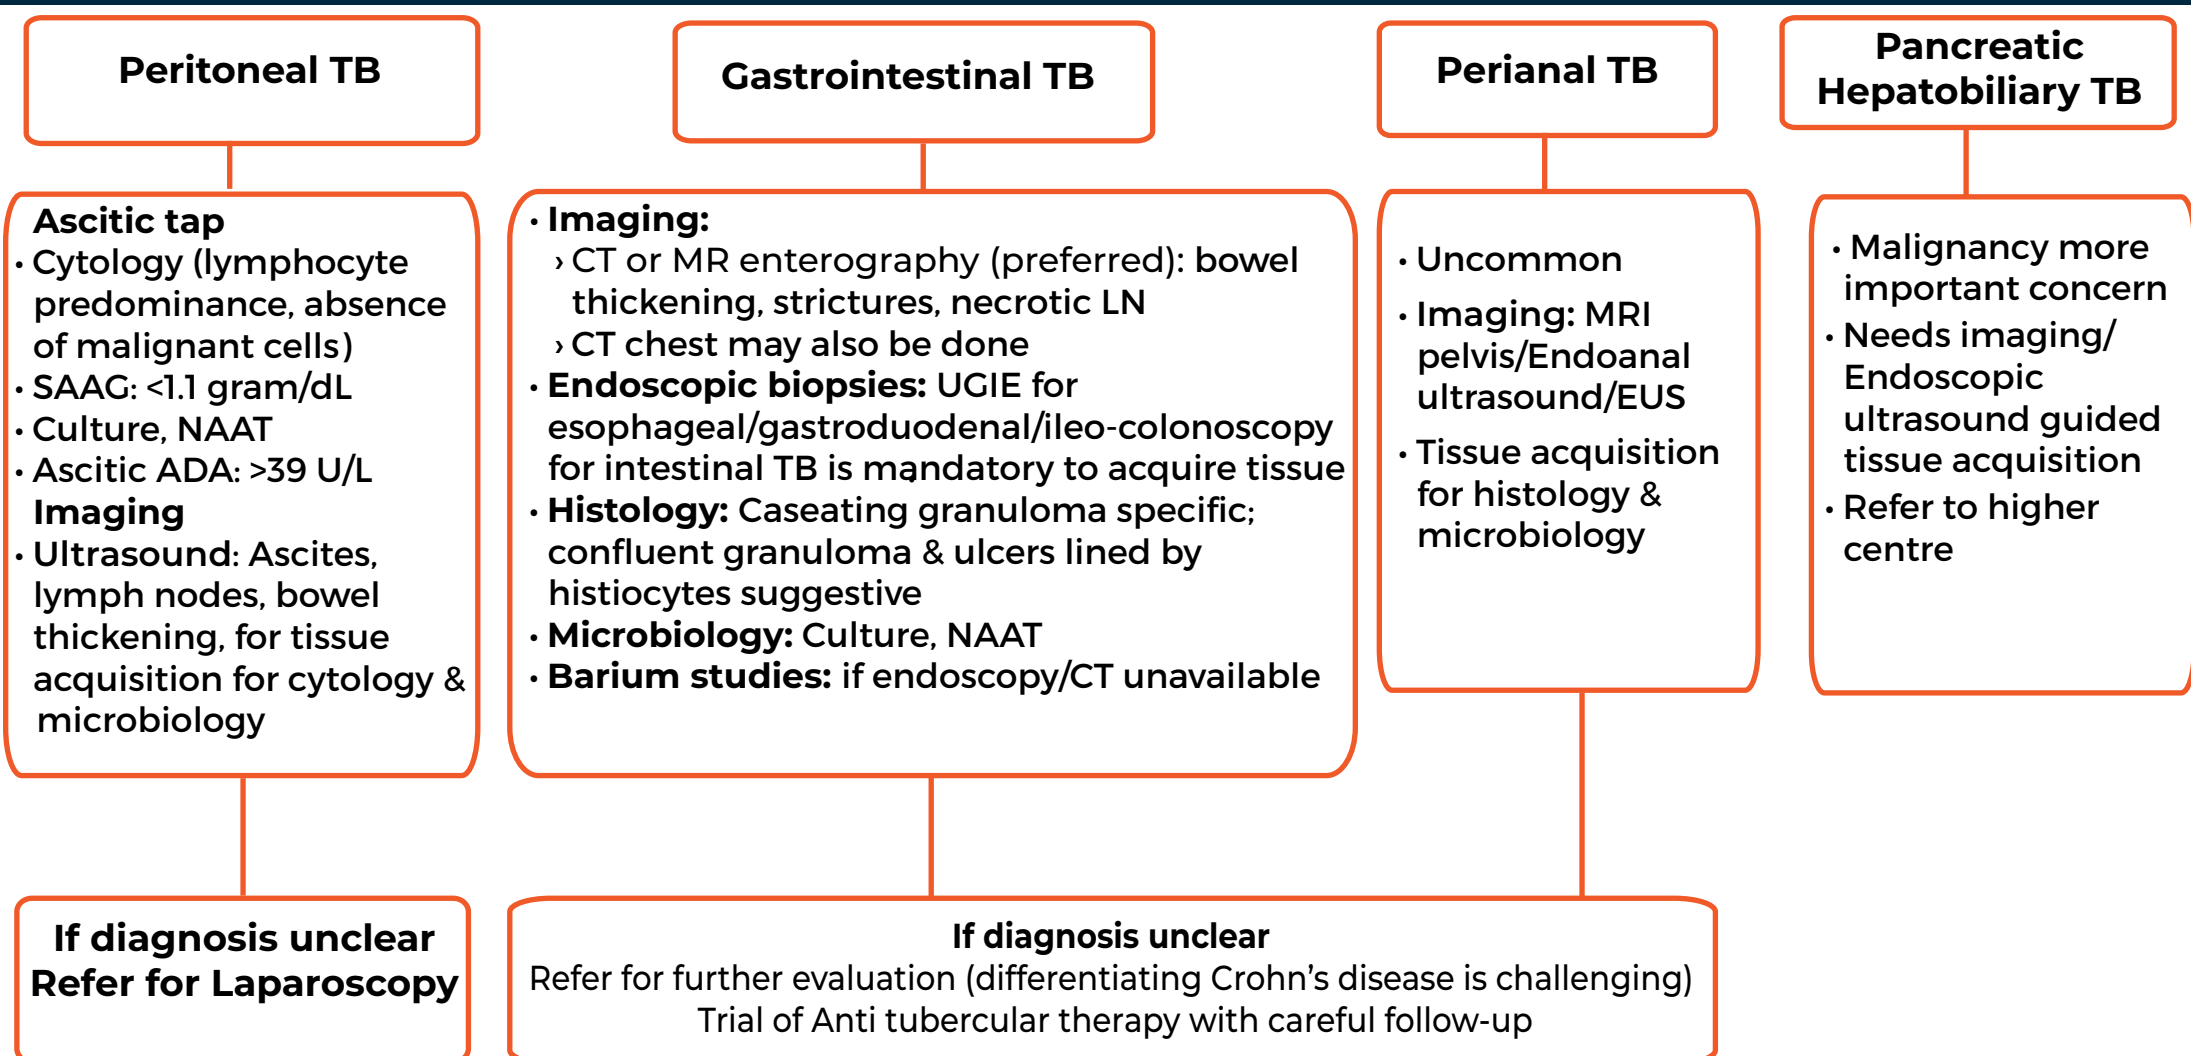 Peritoneal TB
Ascitic tap
• Cytology (lymphocyte
predominance, absence
of malignant cells)
• SAAG: <1.1 gram/dL
• Culture, NAAT
• Ascitic ADA: >39 U/L
Imaging
• Ultrasound: Ascites,
lymph nodes, bowel
thickening, for tissue
acquisition for cytology &
microbiology
If diagnosis unclear
Refer for Laparoscopy
Gastrointestinal TB
• Imaging:
› CT or MR enterography (preferred): bowel
thickening, strictures, necrotic LN
› CT chest may also be done
• Endoscopic biopsies: UGIE for
esophageal/gastroduodenal/ileo-colonoscopy
for intestinal TB is mandatory to acquire tissue
• Histology: Caseating granuloma specific;
confluent granuloma & ulcers lined by
histiocytes suggestive
• Microbiology: Culture, NAAT
• Barium studies: if endoscopy/CT unavailable
Perianal TB
• Uncommon
• Imaging: MRI
pelvis/Endoanal
ultrasound/EUS
• Tissue acquisition
for histology &
microbiology
If diagnosis unclear
Refer for further evaluation (differentiating Crohn's disease is challenging)
Trial of Anti tubercular therapy with careful follow-up
Pancreatic
Hepatobiliary TB
• Malignancy more
important concern
• Needs imaging/
Endoscopic
ultrasound guided
tissue acquisition
• Refer to higher
centre